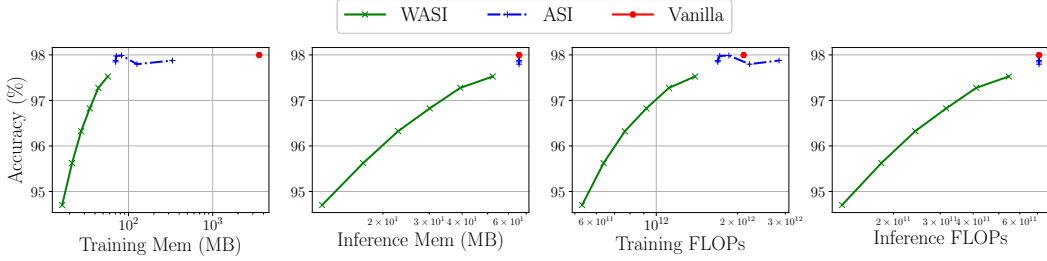 WASI ASI Vanilla
Accuracy (%)
98
97
96
95
10² 10³
Training Mem (MB)
98
97
96
95
2 × 10¹ 3 × 10¹ 4 × 10¹ 6 × 10¹
Inference Mem (MB)
98
97
96
95
6 × 10¹¹ 10¹² 2 × 10¹² 3 × 10¹²
Training FLOPs
98
97
96
95
2 × 10¹¹ 3 × 10¹¹ 4 × 10¹¹ 6 × 10¹¹
Inference FLOPs